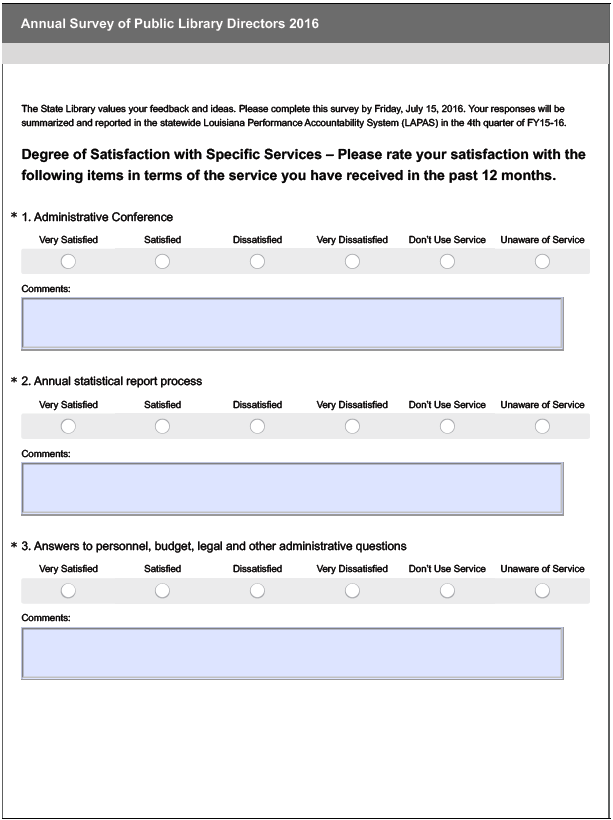 Annual Survey of Public Library Directors 2016
The State Library values your feedback and ideas. Please complete this survey by Friday, July 15, 2016. Your responses will be
summarized and reported in the statewide Louisiana Performance Accountability System (LAPAS) in the 4th quarter of FY15-16.
Degree of Satisfaction with Specific Services – Please rate your satisfaction with the
following items in terms of the service you have received in the past 12 months.
* 1. Administrative Conference
Very Satisfied Satisfied Dissatisfied Very Dissatisfied Don't Use Service Unaware of Service
Comments:
* 2. Annual statistical report process
Very Satisfied Satisfied Dissatisfied Very Dissatisfied Don't Use Service Unaware of Service
Comments:
* 3. Answers to personnel, budget, legal and other administrative questions
Very Satisfied Satisfied Dissatisfied Very Dissatisfied Don't Use Service Unaware of Service
Comments: